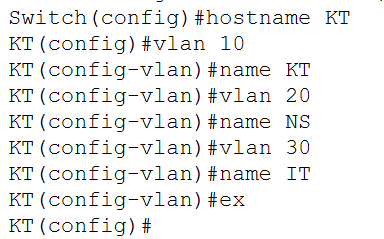 Switch(config)#hostname KT
KT(config)#vlan 10
KT(config-vlan)#name KT
KT(config-vlan)#vlan 20
KT(config-vlan)#name NS
KT(config-vlan)#vlan 30
KT(config-vlan)#name IT
KT(config-vlan)#ex
KT(config)#